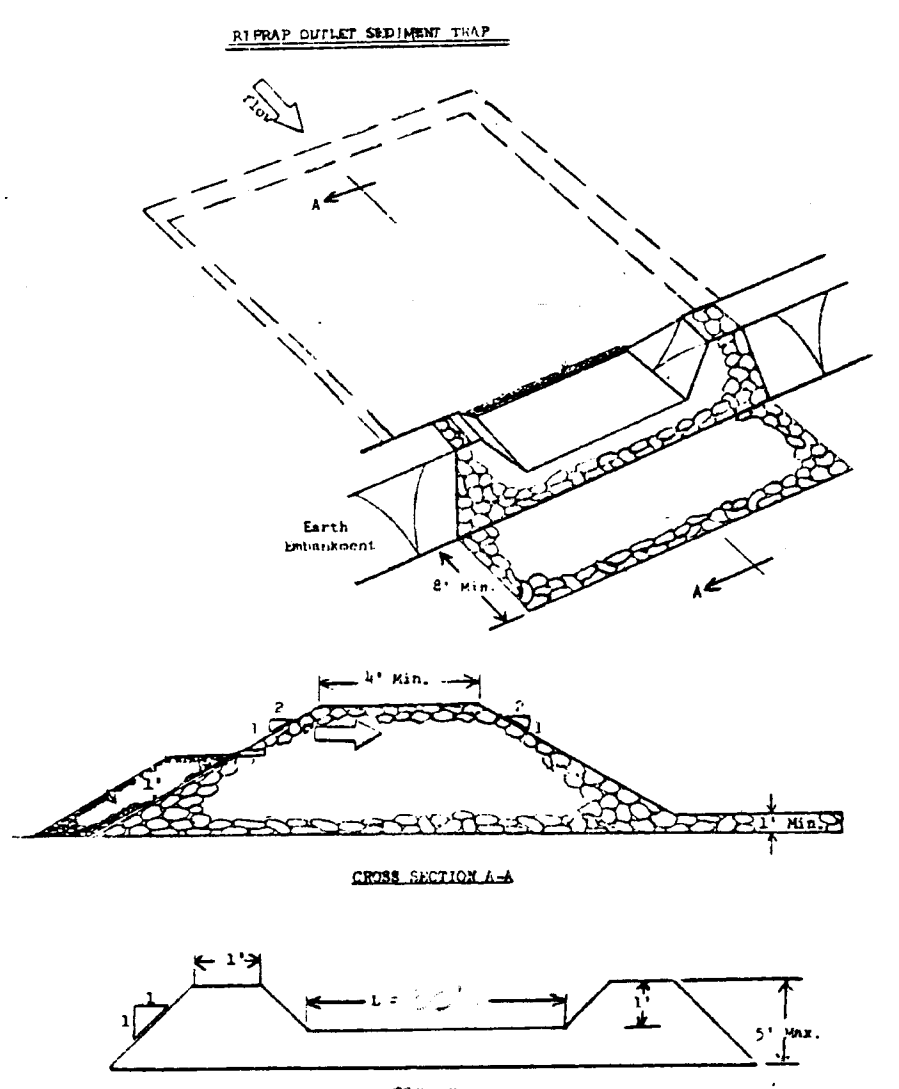 RIPRAP OUTLET SEDIMENT TRAP
Flow
A
Earth
Embankment
8' Min.
A
4' Min.
2
1
2
1
1'
1' Min.
CROSS SECTION A-A
1'
1
1
L =
1'
5' Max.